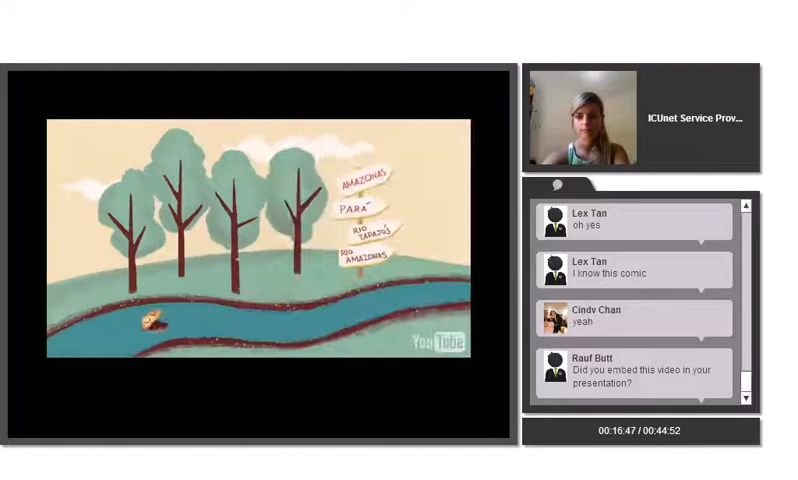 AMAZONAS
PARÁ
RIO
TAPAJÓS
RIO
AMAZONAS
YouTube
ICUnet Service Prov...
Lex Tan
oh yes
Lex Tan
I know this comic
Cindy Chan
yeah
Rauf Butt
Did you embed this video in your
presentation?
00:16:47 / 00:44:52